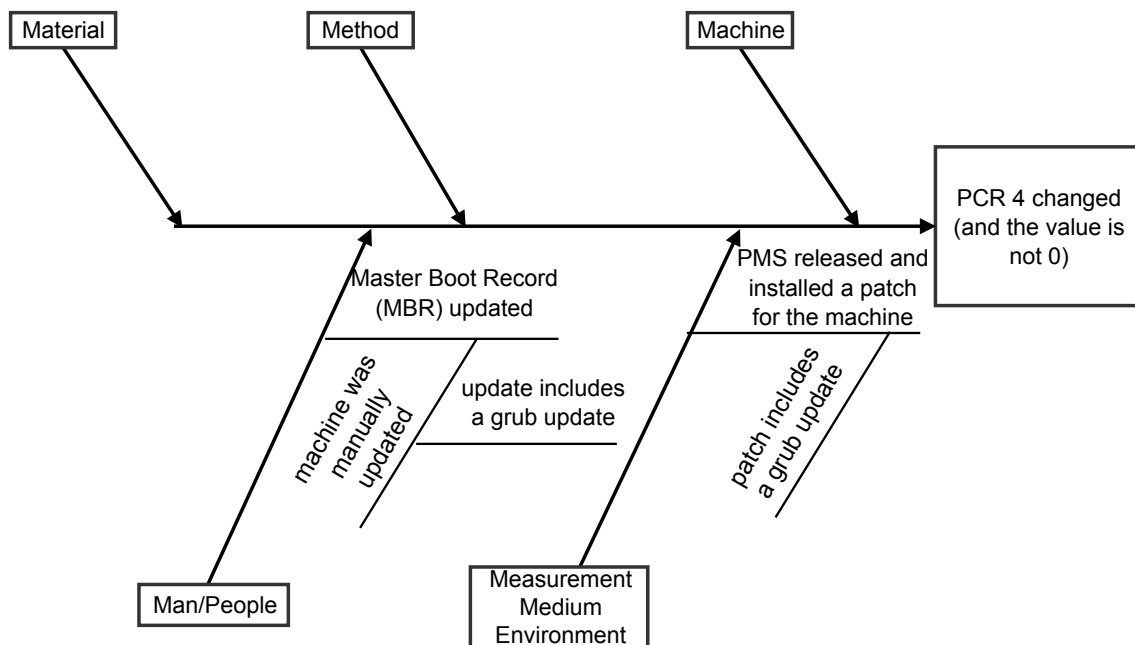 Material
Method
Machine
PCR 4 changed
(and the value is
not 0)
Master Boot Record
(MBR) updated
machine was
manually
updated
update includes
a grub update
PMS released and
installed a patch
for the machine
patch includes
a grub update
Man/People
Measurement
Medium
Environment